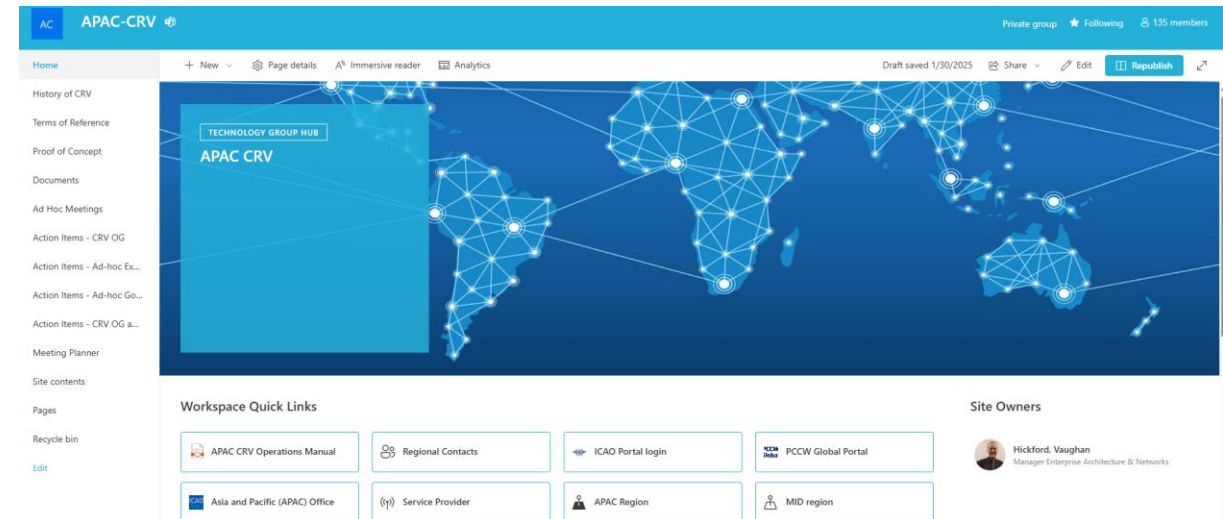 AC APAC-CRV
Private group Following 135 members
Home
History of CRV
Terms of Reference
Proof of Concept
Documents
Ad Hoc Meetings
Action Items - CRV OG
Action Items - Ad-hoc Ex...
Action Items - Ad-hoc Go...
Action Items - CRV OG a...
Meeting Planner
Site contents
Pages
Recycle bin
Edit
New Page details Immersive reader Analytics Draft saved 1/30/2025 Share Edit Republish
TECHNOLOGY GROUP HUB
APAC CRV
Workspace Quick Links
APAC CRV Operations Manual Regional Contacts ICAO Portal login PCCW Global Portal
Asia and Pacific (APAC) Office Service Provider APAC Region MID region
Site Owners
Hickford, Vaughan
Manager Enterprise Architecture & Networks